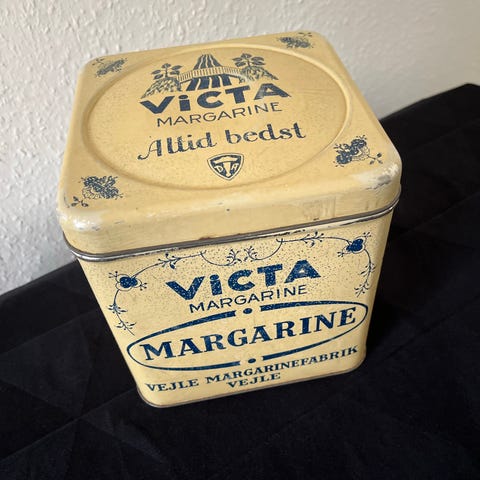 ViCTA
MARGARINE
Altid bedst
ViCTA
MARGARINE
MARGARINE
VEJLE MARGARINEFABRIK
VEJLE